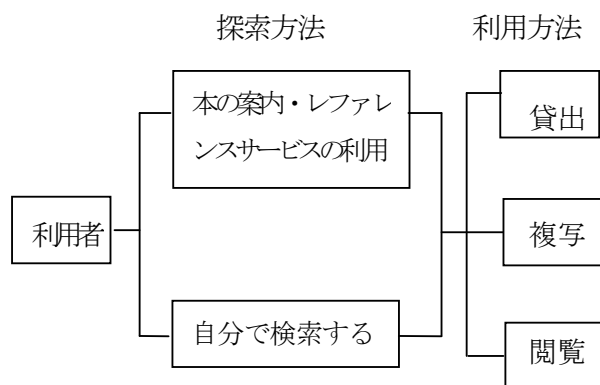 探索方法
利用方法
本の案内・レファレ
ンスサービスの利用
利用者
自分で検索する
貸出
複写
閲覧